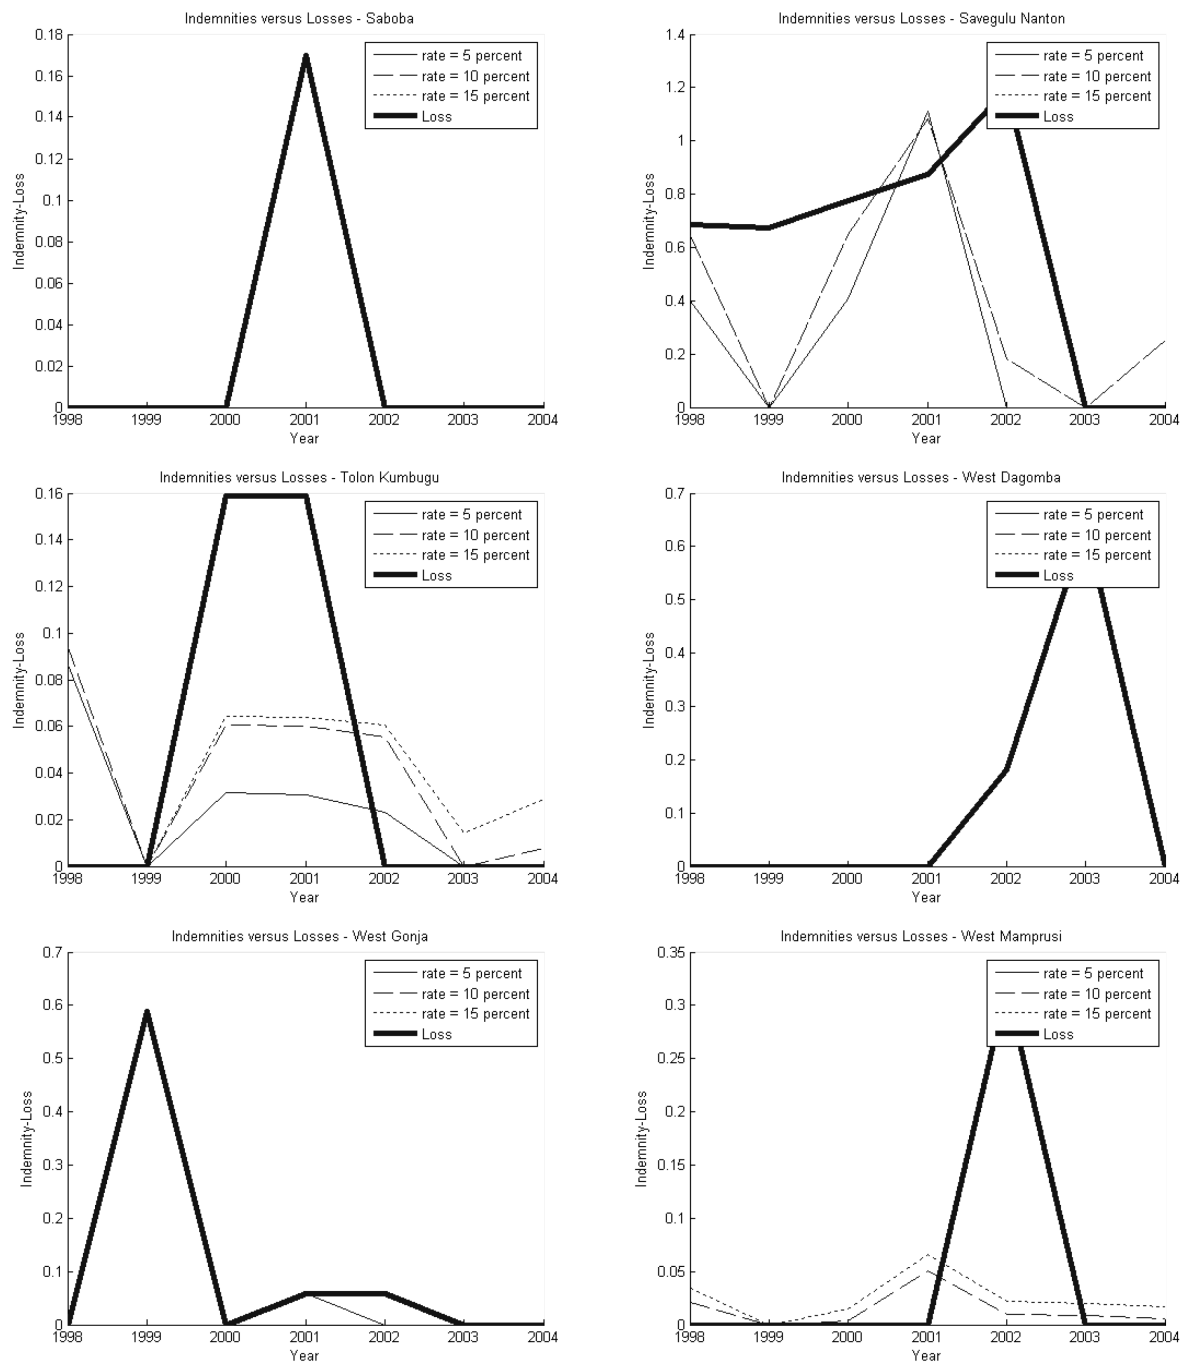 Indemnities versus Losses - Saboba
0.18
0.16
0.14
0.12
0.1
0.08
0.06
0.04
0.02
0
Indemnity-Loss
rate = 5 percent
rate = 10 percent
rate = 15 percent
Loss
1998 1999 2000 2001 2002 2003 2004
Year
Indemnities versus Losses - Savegulu Nanton
1.4
1.2
1
0.8
0.6
0.4
0.2
0
Indemnity-Loss
rate = 5 percent
rate = 10 percent
rate = 15 percent
Loss
1998 1999 2000 2001 2002 2003 2004
Year
Indemnities versus Losses - Tolon Kumbugu
0.16
0.14
0.12
0.1
0.08
0.06
0.04
0.02
0
Indemnity-Loss
rate = 5 percent
rate = 10 percent
rate = 15 percent
Loss
1998 1999 2000 2001 2002 2003 2004
Year
Indemnities versus Losses - West Dagomba
0.7
0.6
0.5
0.4
0.3
0.2
0.1
0
Indemnity-Loss
rate = 5 percent
rate = 10 percent
rate = 15 percent
Loss
1998 1999 2000 2001 2002 2003 2004
Year
Indemnities versus Losses - West Gonja
0.7
0.6
0.5
0.4
0.3
0.2
0.1
0
Indemnity-Loss
rate = 5 percent
rate = 10 percent
rate = 15 percent
Loss
1998 1999 2000 2001 2002 2003 2004
Year
Indemnities versus Losses - West Mamprusi
0.35
0.3
0.25
0.2
0.15
0.1
0.05
0
Indemnity-Loss
rate = 5 percent
rate = 10 percent
rate = 15 percent
Loss
1998 1999 2000 2001 2002 2003 2004
Year